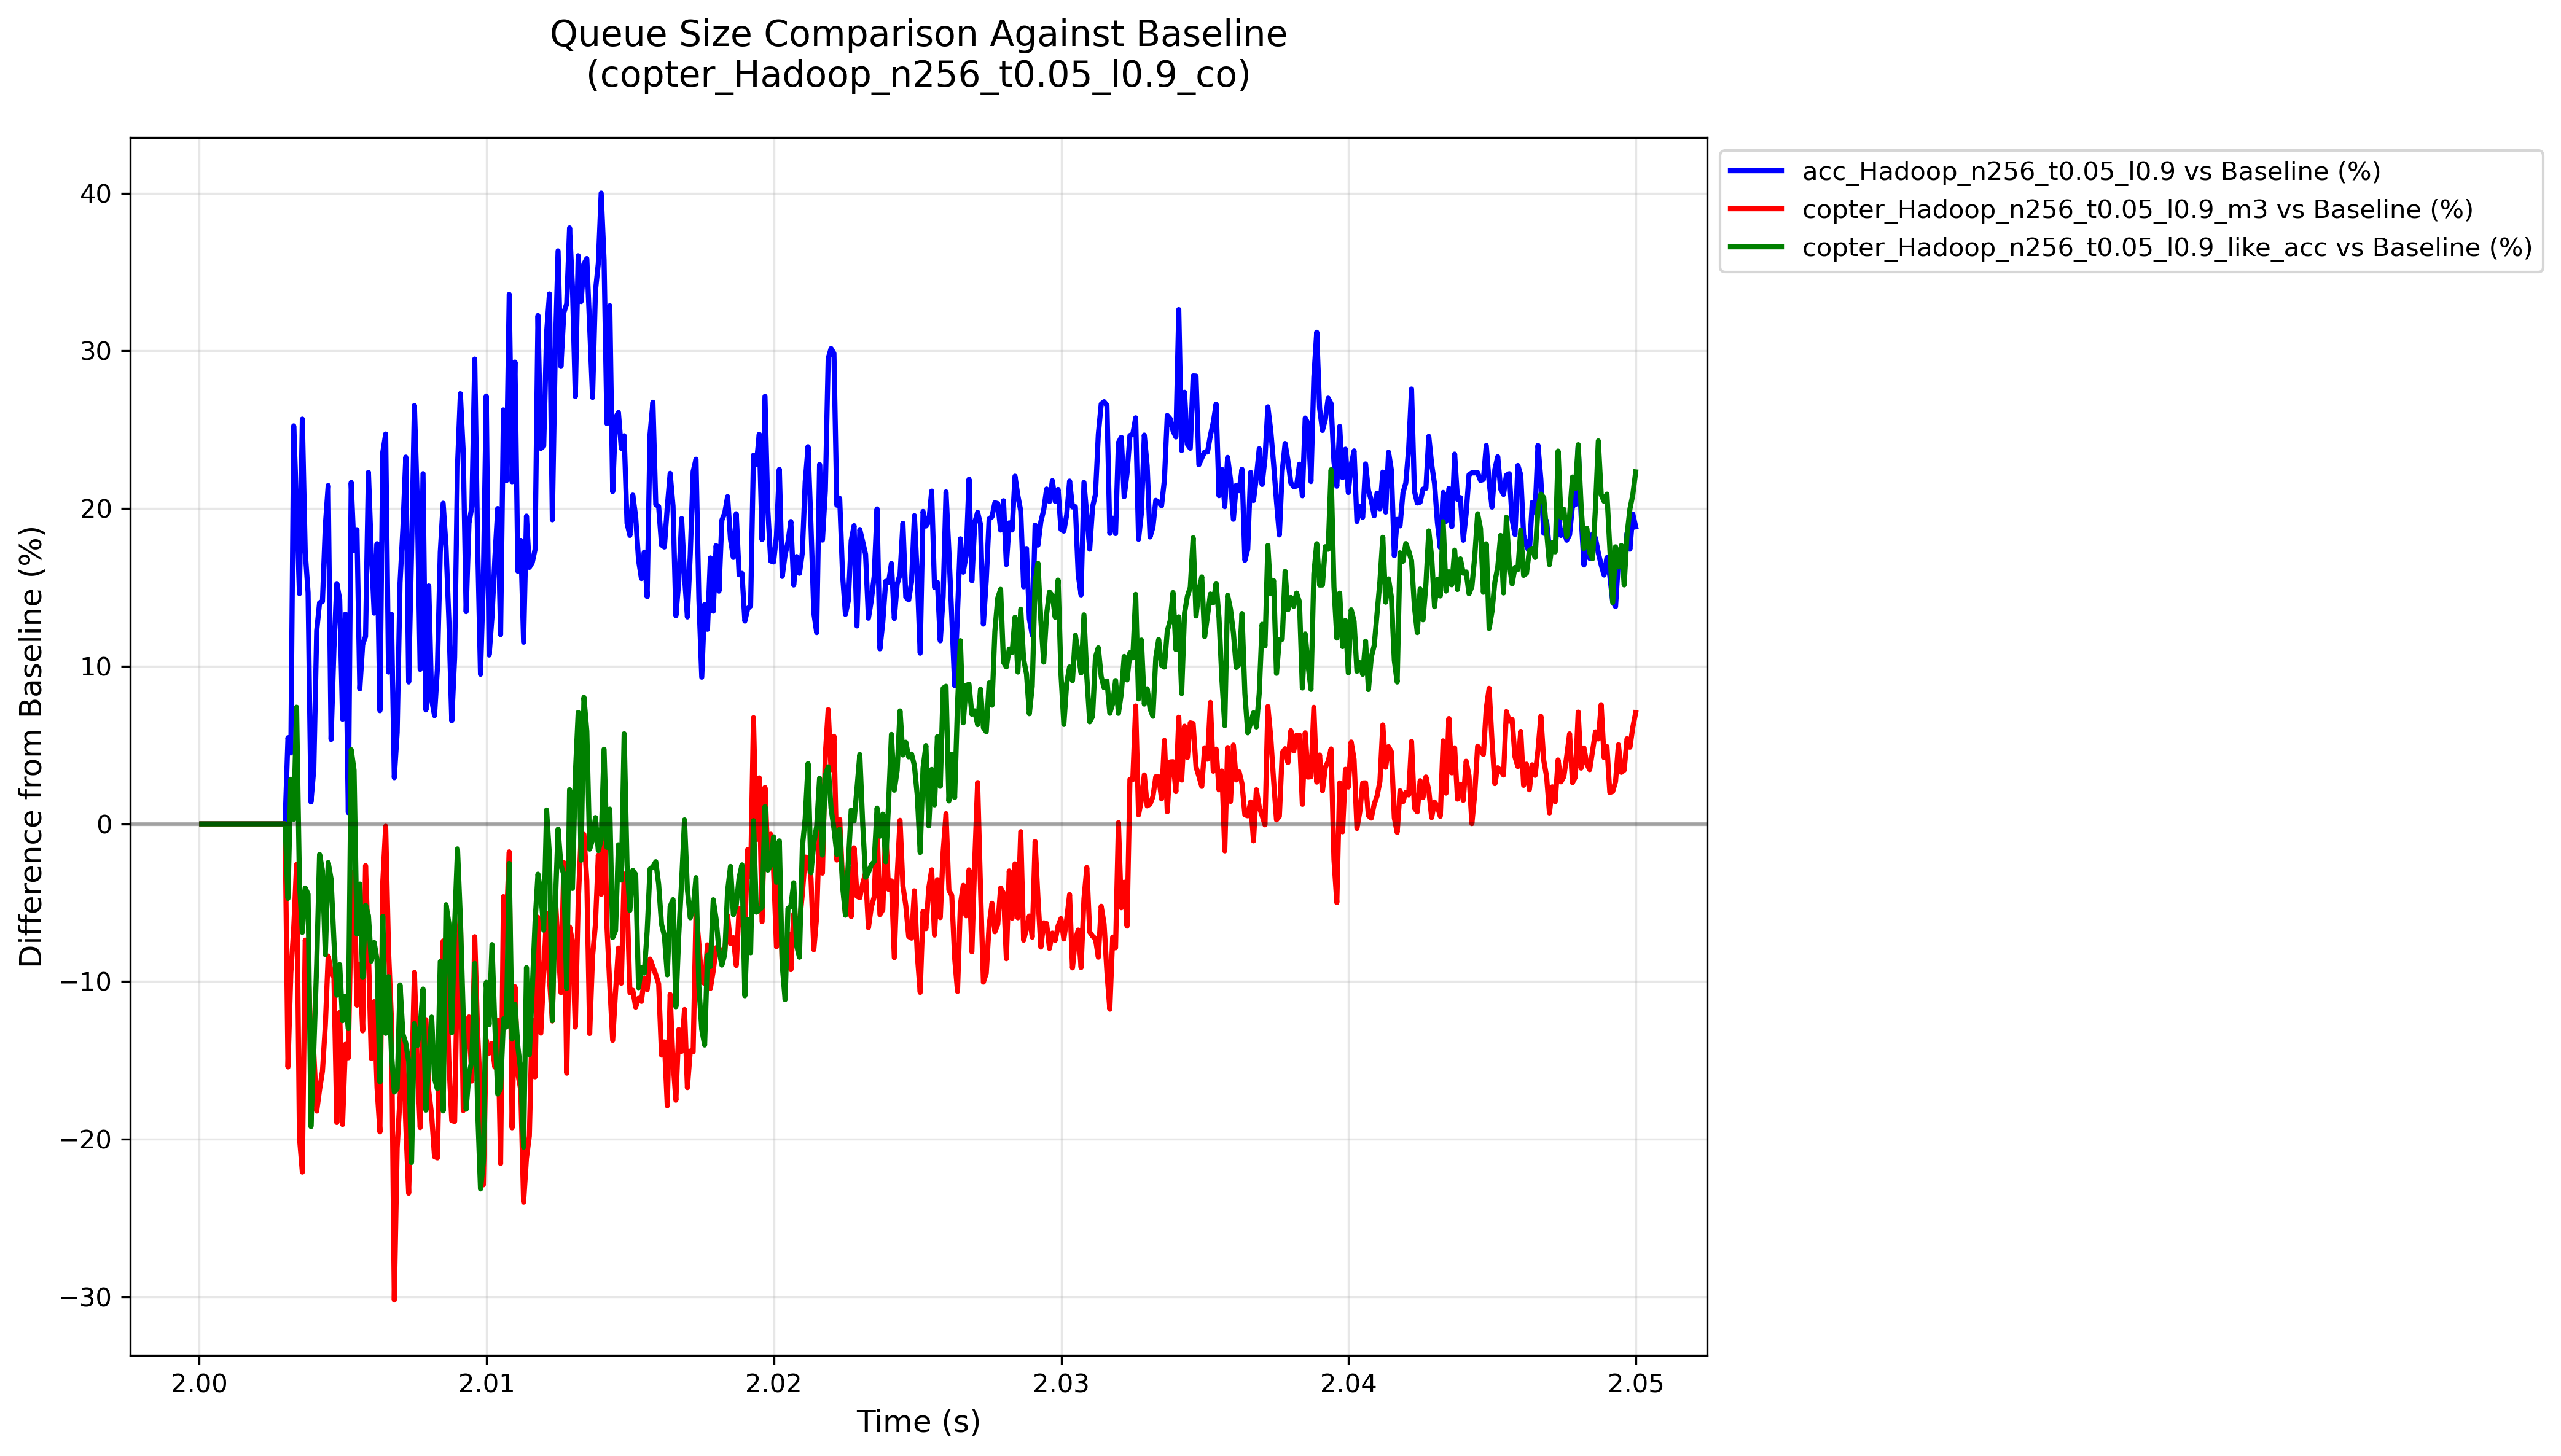 Queue Size Comparison Against Baseline
(copter_Hadoop_n256_t0.05_l0.9_co)
acc_Hadoop_n256_t0.05_l0.9 vs Baseline (%)
copter_Hadoop_n256_t0.05_l0.9_m3 vs Baseline (%)
copter_Hadoop_n256_t0.05_l0.9_like_acc vs Baseline (%)
Difference from Baseline (%)
40
30
20
10
0
−10
−20
−30
2.00 2.01 2.02 2.03 2.04 2.05
Time (s)